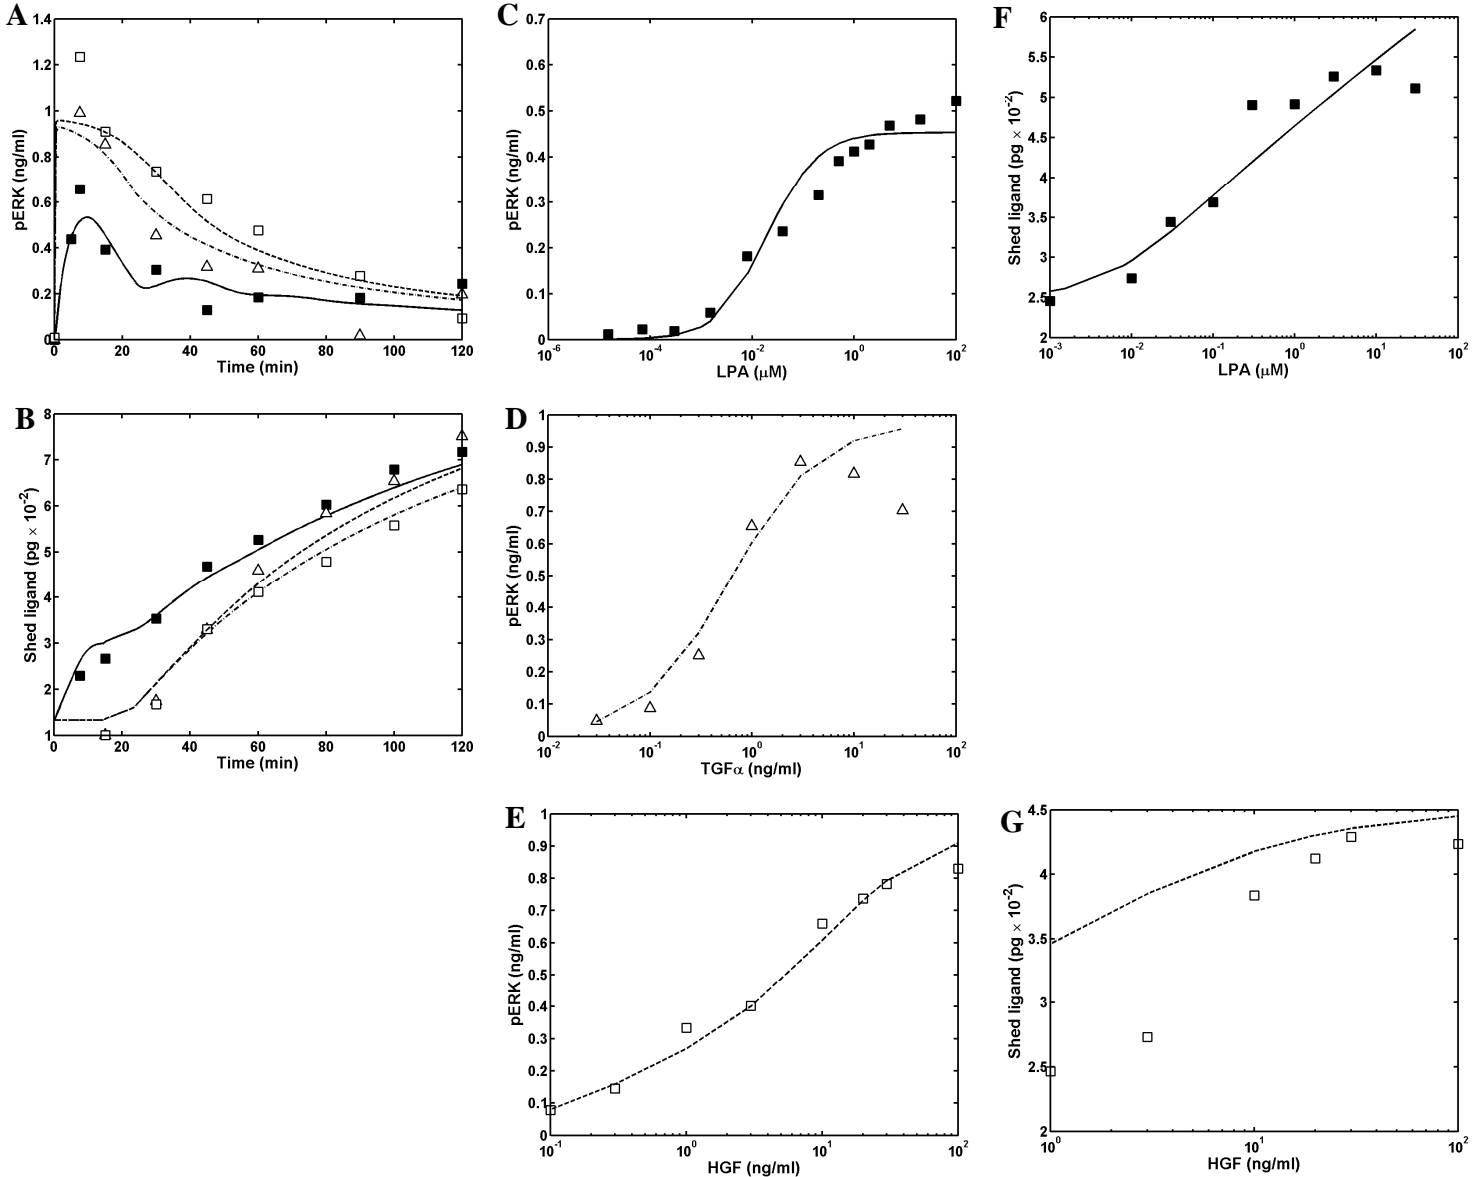 A
1.4
1.2
1
0.8
0.6
0.4
0.2
0
pERK (ng/ml)
0 20 40 60 80 100 120
Time (min)
B
8
7
6
5
4
3
2
1
Shed ligand (pg × 10⁻²)
0 20 40 60 80 100 120
Time (min)
C
0.7
0.6
0.5
0.4
0.3
0.2
0.1
0
pERK (ng/ml)
10⁻⁶ 10⁻⁴ 10⁻² 10⁰ 10²
LPA (μM)
D
1
0.9
0.8
0.7
0.6
0.5
0.4
0.3
0.2
0.1
0
pERK (ng/ml)
10⁻² 10⁻¹ 10⁰ 10¹ 10²
TGFα (ng/ml)
E
1
0.9
0.8
0.7
0.6
0.5
0.4
0.3
0.2
0.1
0
pERK (ng/ml)
10⁻¹ 10⁰ 10¹ 10²
HGF (ng/ml)
F
6
5.5
5
4.5
4
3.5
3
2.5
2
Shed ligand (pg × 10⁻²)
10⁻³ 10⁻² 10⁻¹ 10⁰ 10¹ 10²
LPA (μM)
G
4.5
4
3.5
3
2.5
2
Shed ligand (pg × 10⁻²)
10⁰ 10¹ 10²
HGF (ng/ml)